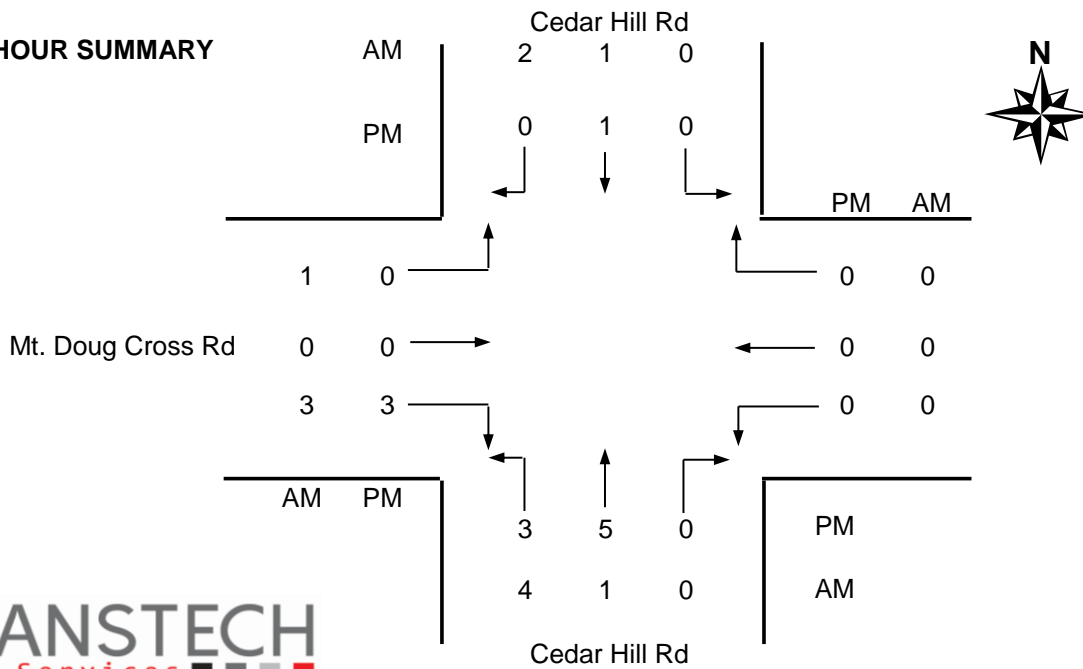 Cedar Hill Rd
HOUR SUMMARY AM 2 1 0
N
PM 0 1 0
PM AM
1 0 0 0
Mt. Doug Cross Rd 0 0 0 0
3 3 0 0
AM PM
3 5 0 PM
4 1 0 AM
ANSTECH
Services
Cedar Hill Rd